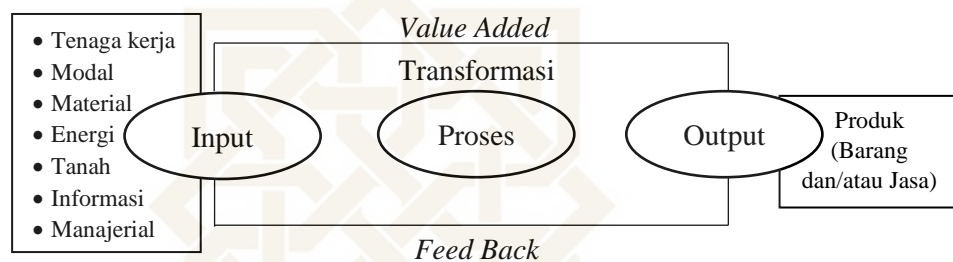 Value Added
• Tenaga kerja
• Modal
• Material
• Energi
• Tanah
• Informasi
• Manajerial
Transformasi
Input
Proses
Output
Produk
(Barang
dan/atau Jasa)
Feed Back